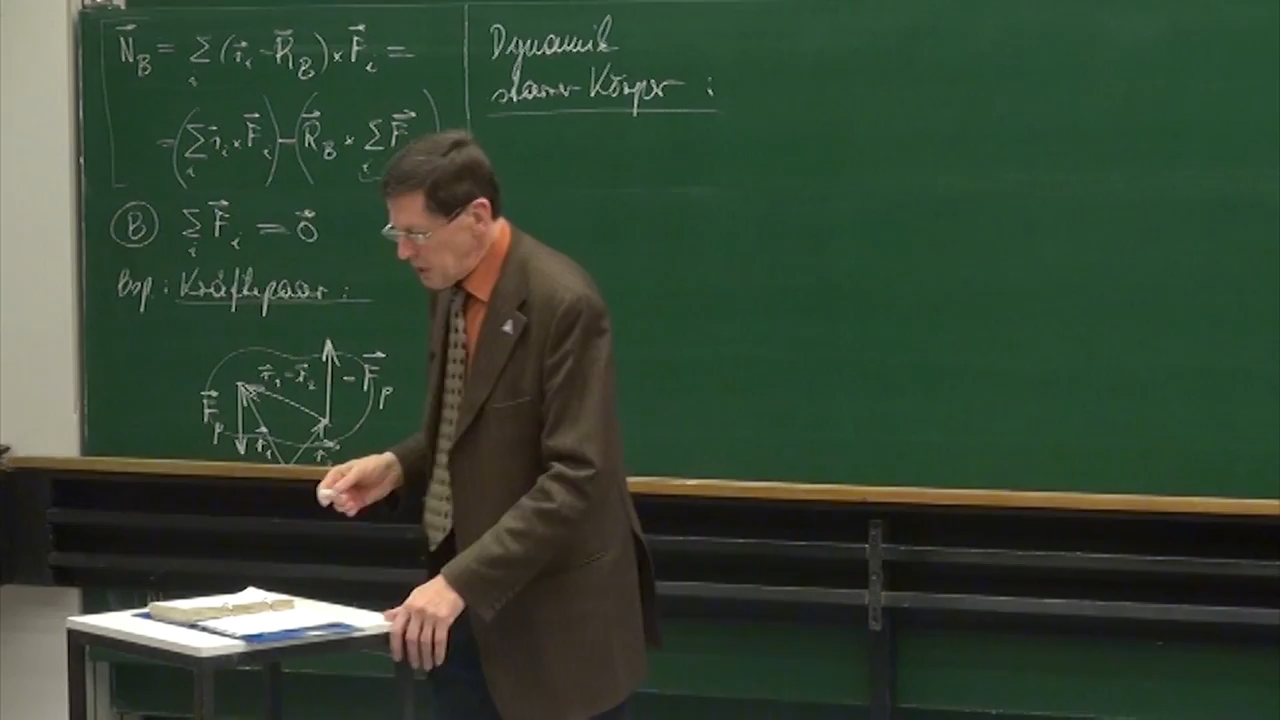 N⃗_B = Σ_i (r⃗_i - R⃗_B) × F⃗_i =
= (Σ_i r⃗_i × F⃗_i) - (R⃗_B × Σ_i F⃗
Ⓑ Σ_i F⃗_i = 0⃗
Bsp.: Kräftepaar:
r⃗_1 - r⃗_2
-F⃗_p
F⃗_p
r⃗_1
Dynamik
starrer Körper: